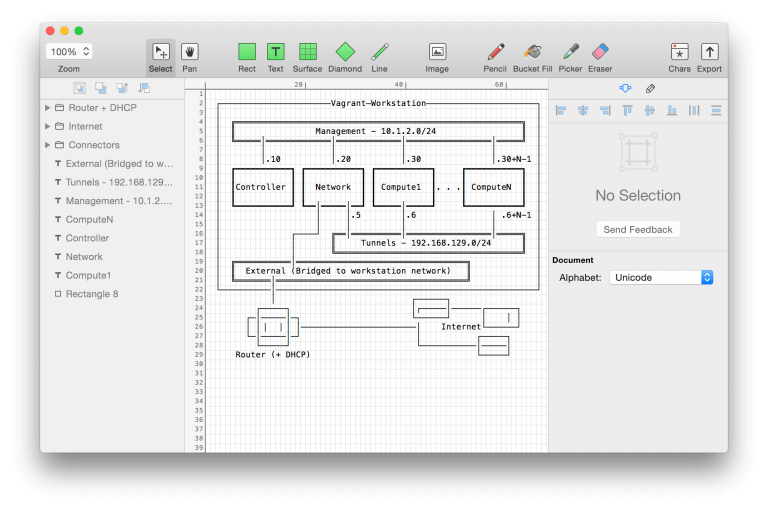 100%
Zoom Select Pan Rect Text Surface Diamond Line Image Pencil Bucket Fill Picker Eraser Chars Export
Router + DHCP
Internet
Connectors
External (Bridged to w...
Tunnels - 192.168.129...
Management - 10.1.2....
ComputeN
Controller
Network
Compute1
Rectangle 8
20 40 60
1
2
3
4
5
6
7
8
9
10
11
12
13
14
15
16
17
18
19
20
21
22
23
24
25
26
27
28
29
30
31
32
33
34
35
36
37
38
39
Vagrant-Workstation
Management - 10.1.2.0/24
.10 .20 .30 .30+N-1
Controller Network Compute1 . . . ComputeN
.5 .6 .6+N-1
Tunnels - 192.168.129.0/24
External (Bridged to workstation network)
Internet
Router (+ DHCP)
No Selection
Send Feedback
Document
Alphabet: Unicode